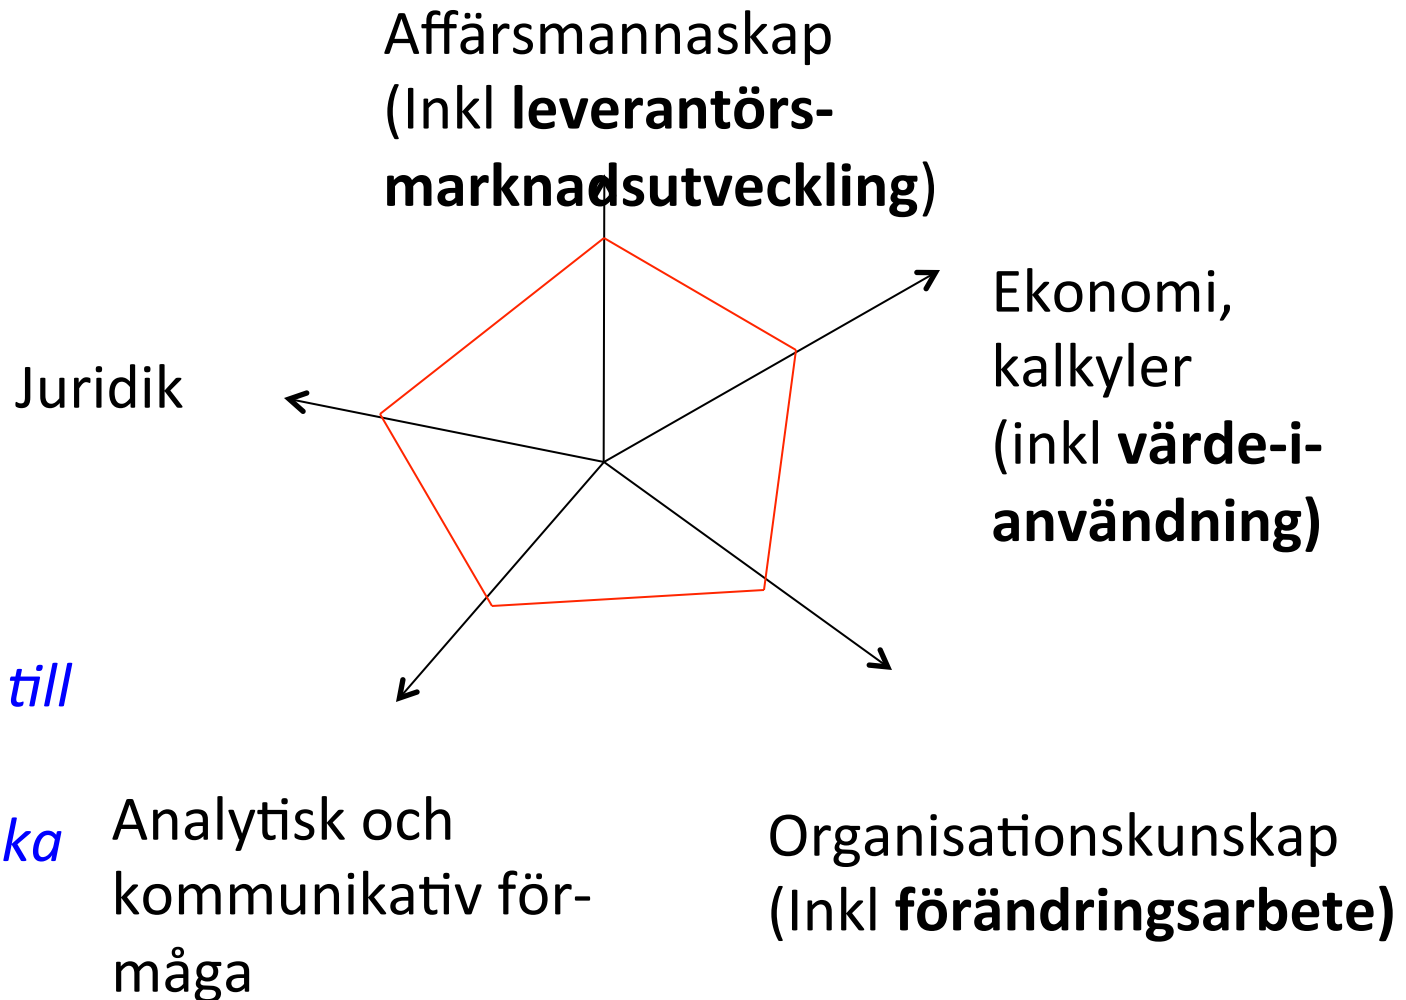 Affärsmannaskap
(Inkl leverantörs-
marknadsutveckling)
Ekonomi,
kalkyler
(inkl värde-i-
användning)
Juridik
till
ka
Analytisk och
kommunikativ för-
måga
Organisationskunskap
(Inkl förändringsarbete)